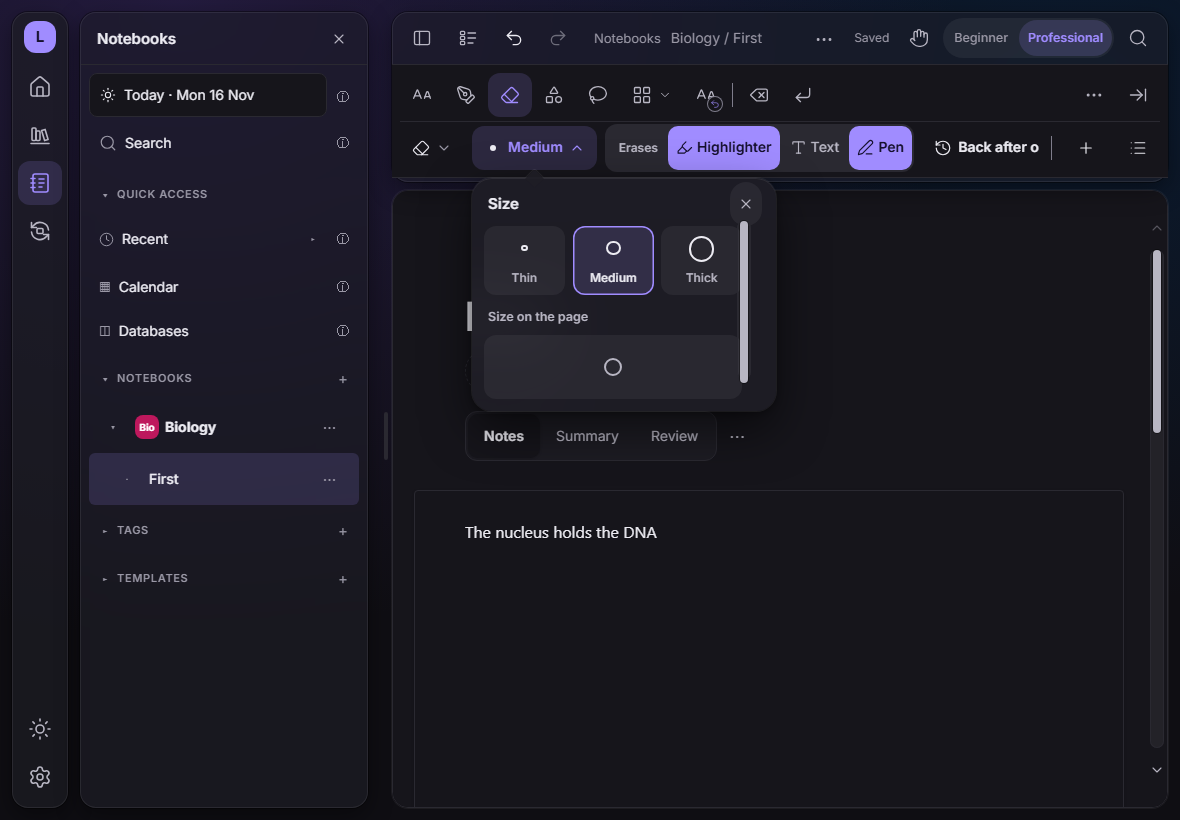 L
Notebooks
Today · Mon 16 Nov
Search
QUICK ACCESS
Recent
Calendar
Databases
NOTEBOOKS
Bio Biology
First
TAGS
TEMPLATES
Notebooks Biology / First
Saved
Beginner Professional
AA
AA
Medium
Erases Highlighter Text Pen
Back after o
Size
Thin Medium Thick
Size on the page
Notes Summary Review
The nucleus holds the DNA